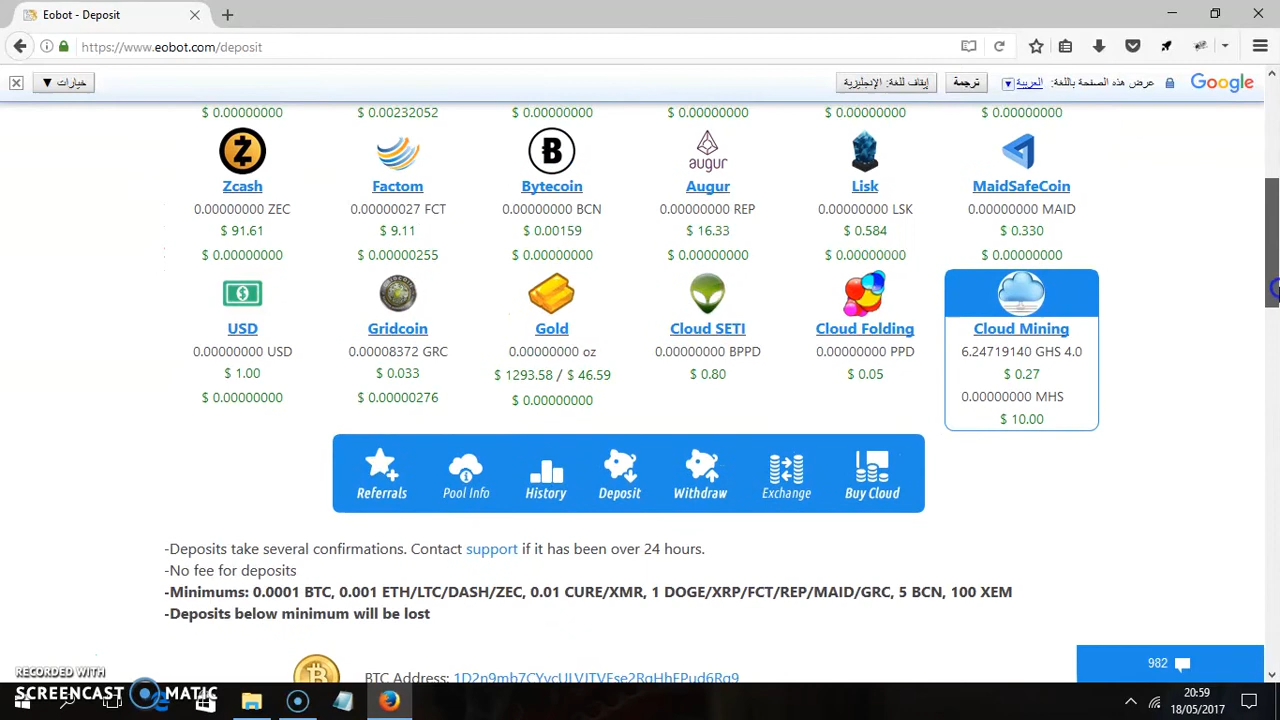 Eobot - Deposit
https://www.eobot.com/deposit
خيارات ▼
إيقاف للغة: الإنجليزية
ترجمة
عرض هذه الصفحة باللغة: العربية
Google
$ 0.00000000 $ 0.00232052 $ 0.00000000 $ 0.00000000 $ 0.00000000 $ 0.00000000
augur
Zcash Factom Bytecoin Augur Lisk MaidSafeCoin
0.00000000 ZEC 0.00000027 FCT 0.00000000 BCN 0.00000000 REP 0.00000000 LSK 0.00000000 MAID
$ 91.61 $ 9.11 $ 0.00159 $ 16.33 $ 0.584 $ 0.330
$ 0.00000000 $ 0.00000255 $ 0.00000000 $ 0.00000000 $ 0.00000000 $ 0.00000000
USD Gridcoin Gold Cloud SETI Cloud Folding Cloud Mining
0.00000000 USD 0.00008372 GRC 0.00000000 oz 0.00000000 BPPD 0.00000000 PPD 6.24719140 GHS 4.0
$ 1.00 $ 0.033 $ 1293.58 / $ 46.59 $ 0.80 $ 0.05 $ 0.27
$ 0.00000000 $ 0.00000276 $ 0.00000000 0.00000000 MHS
$ 10.00
Referrals Pool Info History Deposit Withdraw Exchange Buy Cloud
-Deposits take several confirmations. Contact support if it has been over 24 hours.
-No fee for deposits
-Minimums: 0.0001 BTC, 0.001 ETH/LTC/DASH/ZEC, 0.01 CURE/XMR, 1 DOGE/XRP/FCT/REP/MAID/GRC, 5 BCN, 100 XEM
-Deposits below minimum will be lost
BTC Address:
982
RECORDED WITH
SCREENCAST MATIC
20:59
18/05/2017